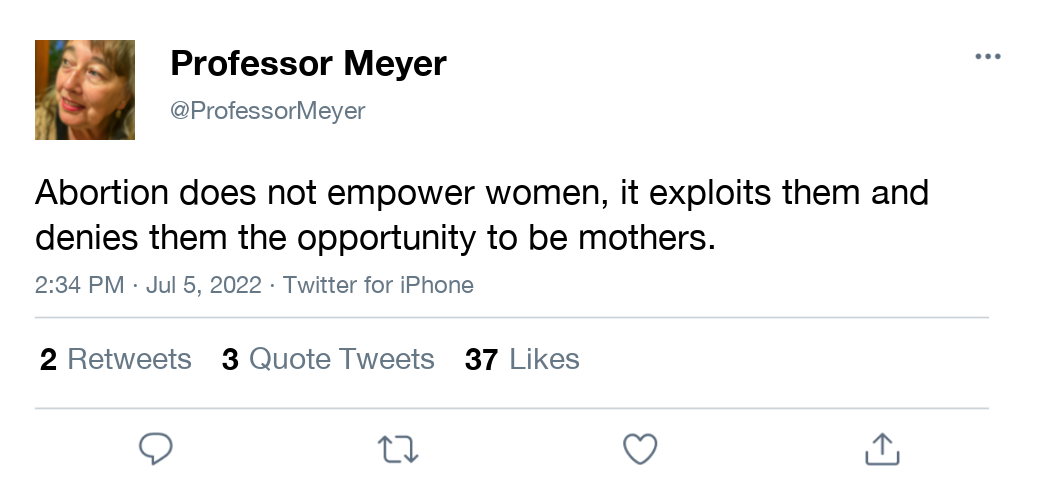 Professor Meyer
@ProfessorMeyer
Abortion does not empower women, it exploits them and
denies them the opportunity to be mothers.
2:34 PM · Jul 5, 2022 · Twitter for iPhone
2 Retweets 3 Quote Tweets 37 Likes